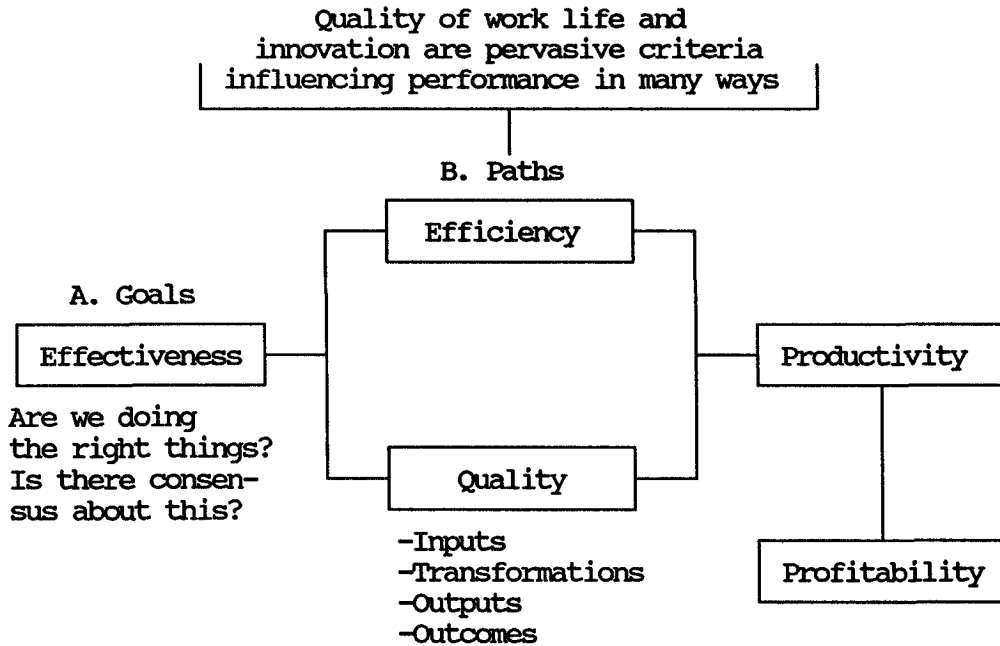 Quality of work life and
innovation are pervasive criteria
influencing performance in many ways
B. Paths
Efficiency
A. Goals
Effectiveness
Productivity
Are we doing
the right things?
Is there consen-
sus about this?
Quality
-Inputs
-Transformations
-Outputs
-Outcomes
Profitability